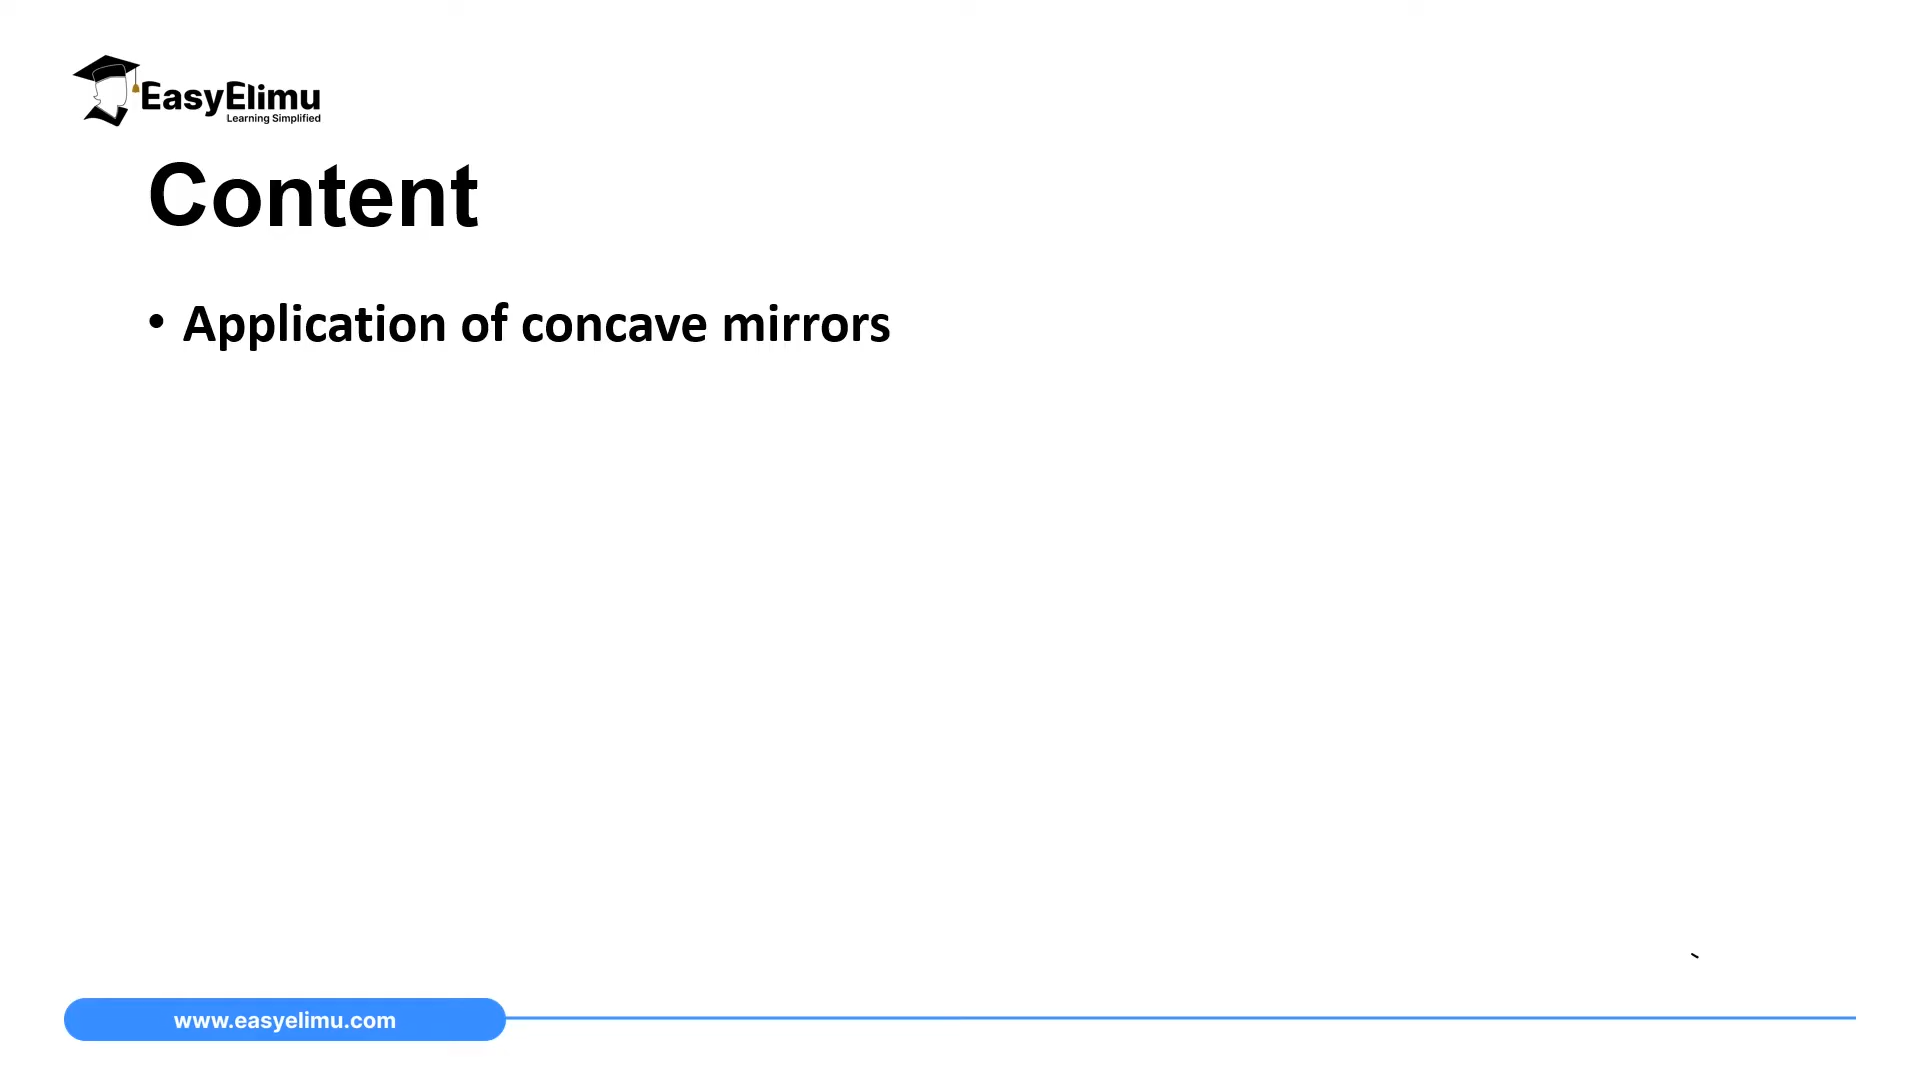 EasyElimu
Learning Simplified
Content
• Application of concave mirrors
www.easyelimu.com